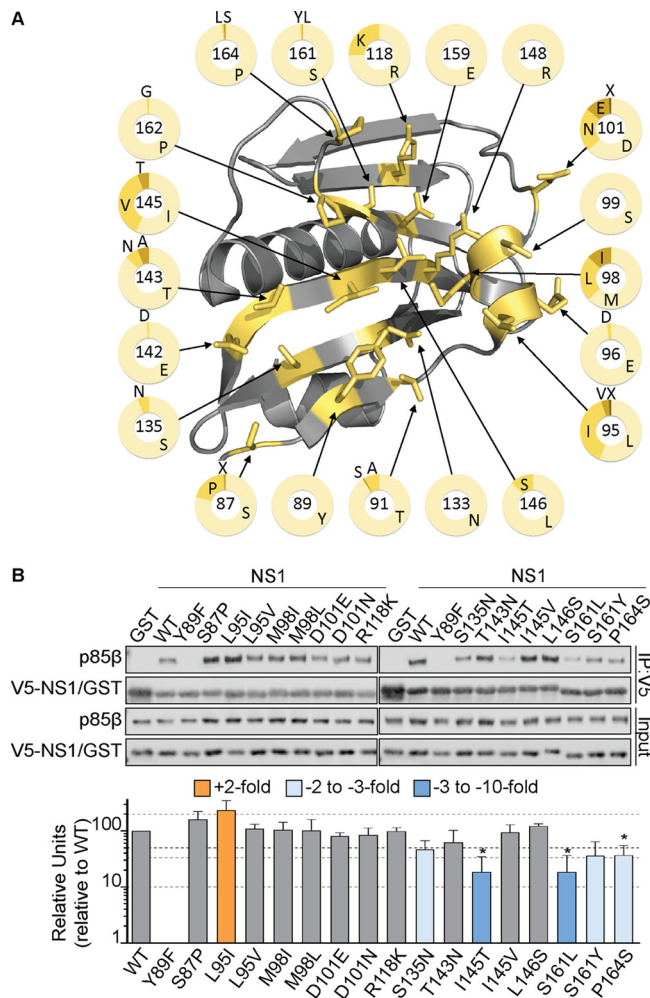 A
LS
164
P
YL
161
S
K
118
R
159
E
148
R
X
E
N
101
D
G
162
P
T
V
145
I
99
S
N A
143
T
I
L
98
M
D
142
E
D
96
E
N
135
S
VX
I
95
L
X
P
87
S
89
Y
S A
91
T
133
N
S
146
L
B
NS1
NS1
GST WT Y89F S87P L95I L95V M98I M98L D101E D101N R118K
GST WT Y89F S135N T143N I145T I145V L146S S161L S161Y P164S
p85β
V5-NS1/GST
IP:V5
p85β
V5-NS1/GST
Input
+2-fold -2 to -3-fold -3 to -10-fold
Relative Units
(relative to WT)
100
10
1
* * *
WT Y89F S87P L95I L95V M98I M98L D101E D101N R118K S135N T143N I145T I145V L146S S161L S161Y P164S